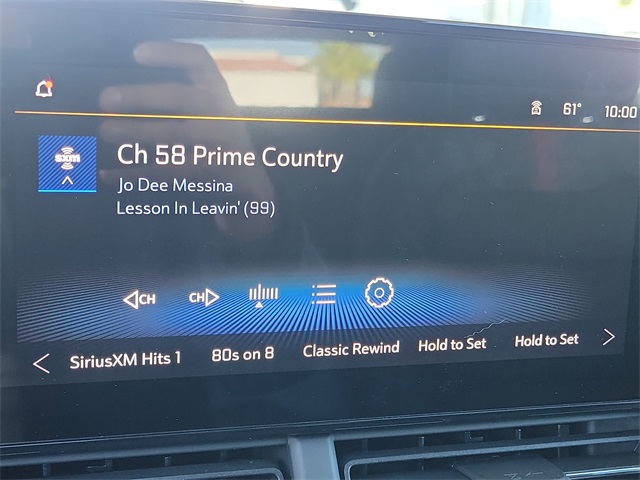 61° 10:00
sxm
Ch 58 Prime Country
Jo Dee Messina
Lesson In Leavin' (99)
CH CH
SiriusXM Hits 1 80s on 8 Classic Rewind Hold to Set Hold to Set